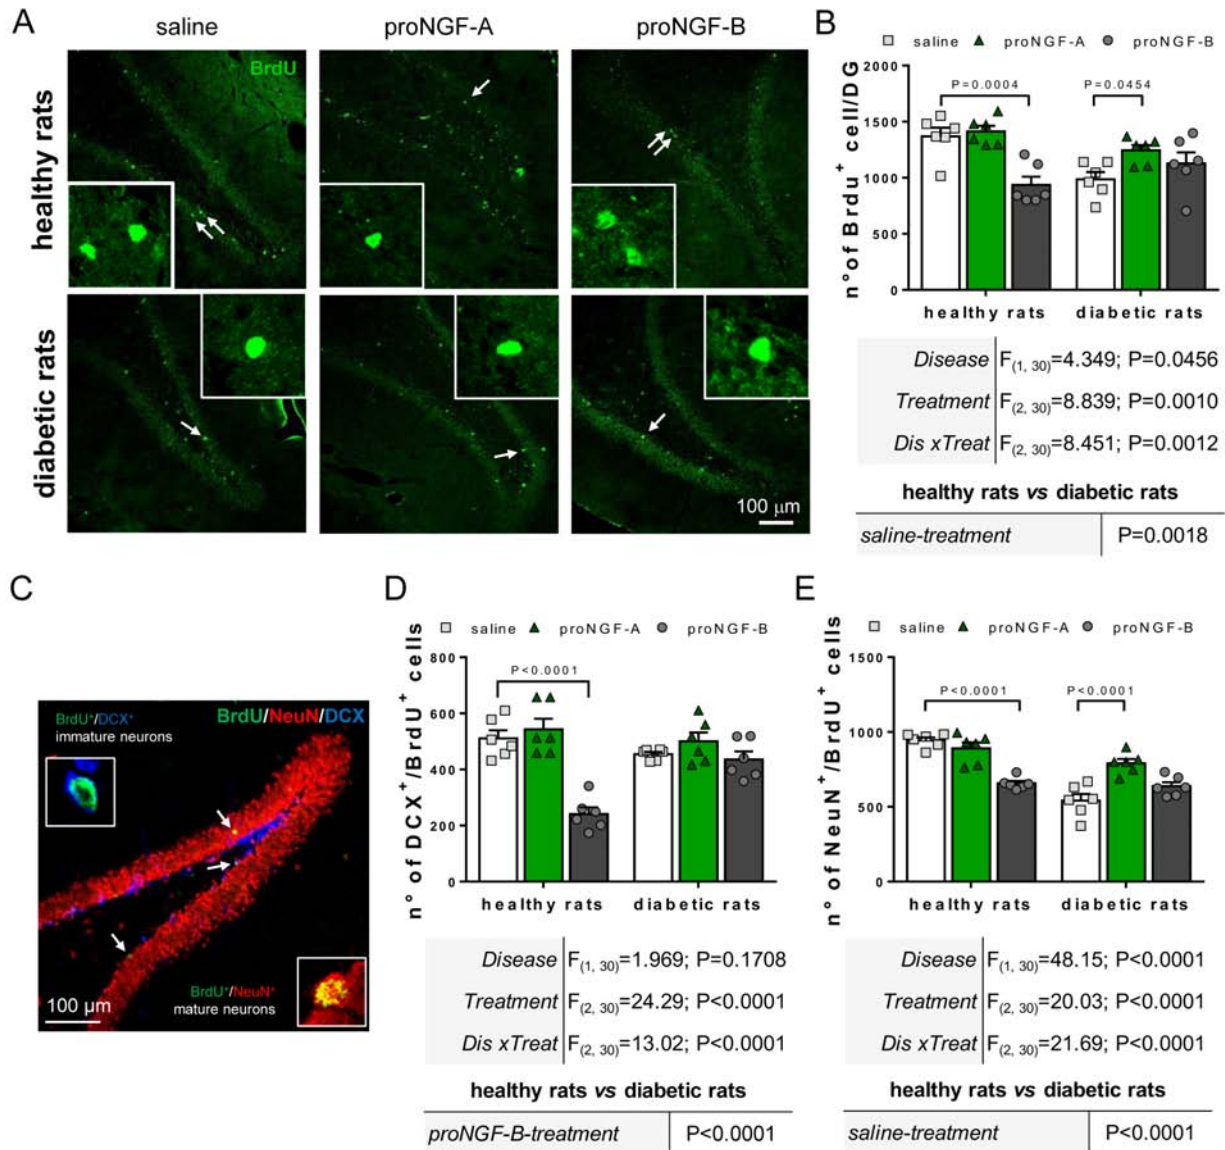 A
saline
proNGF-A
proNGF-B
healthy rats
BrdU
diabetic rats
100 µm
B
saline proNGF-A proNGF-B
n° of Brdu⁺ cell/DG
2000
1500
1000
500
0
P=0.0004
P=0.0454
healthy rats diabetic rats
Disease F(1, 30)=4.349; P=0.0456
Treatment F(2, 30)=8.839; P=0.0010
Dis xTreat F(2, 30)=8.451; P=0.0012
healthy rats vs diabetic rats
saline-treatment P=0.0018
C
BrdU⁺/DCX⁺
immature neurons
BrdU/NeuN/DCX
BrdU⁺/NeuN⁺
mature neurons
100 µm
D
saline proNGF-A proNGF-B
n° of DCX⁺/BrdU⁺ cells
800
600
400
200
0
P<0.0001
healthy rats diabetic rats
Disease F(1, 30)=1.969; P=0.1708
Treatment F(2, 30)=24.29; P<0.0001
Dis xTreat F(2, 30)=13.02; P<0.0001
healthy rats vs diabetic rats
proNGF-B-treatment P<0.0001
E
saline proNGF-A proNGF-B
n° of NeuN⁺/BrdU⁺ cells
1500
1000
500
0
P<0.0001
P<0.0001
healthy rats diabetic rats
Disease F(1, 30)=48.15; P<0.0001
Treatment F(2, 30)=20.03; P<0.0001
Dis xTreat F(2, 30)=21.69; P<0.0001
healthy rats vs diabetic rats
saline-treatment P<0.0001